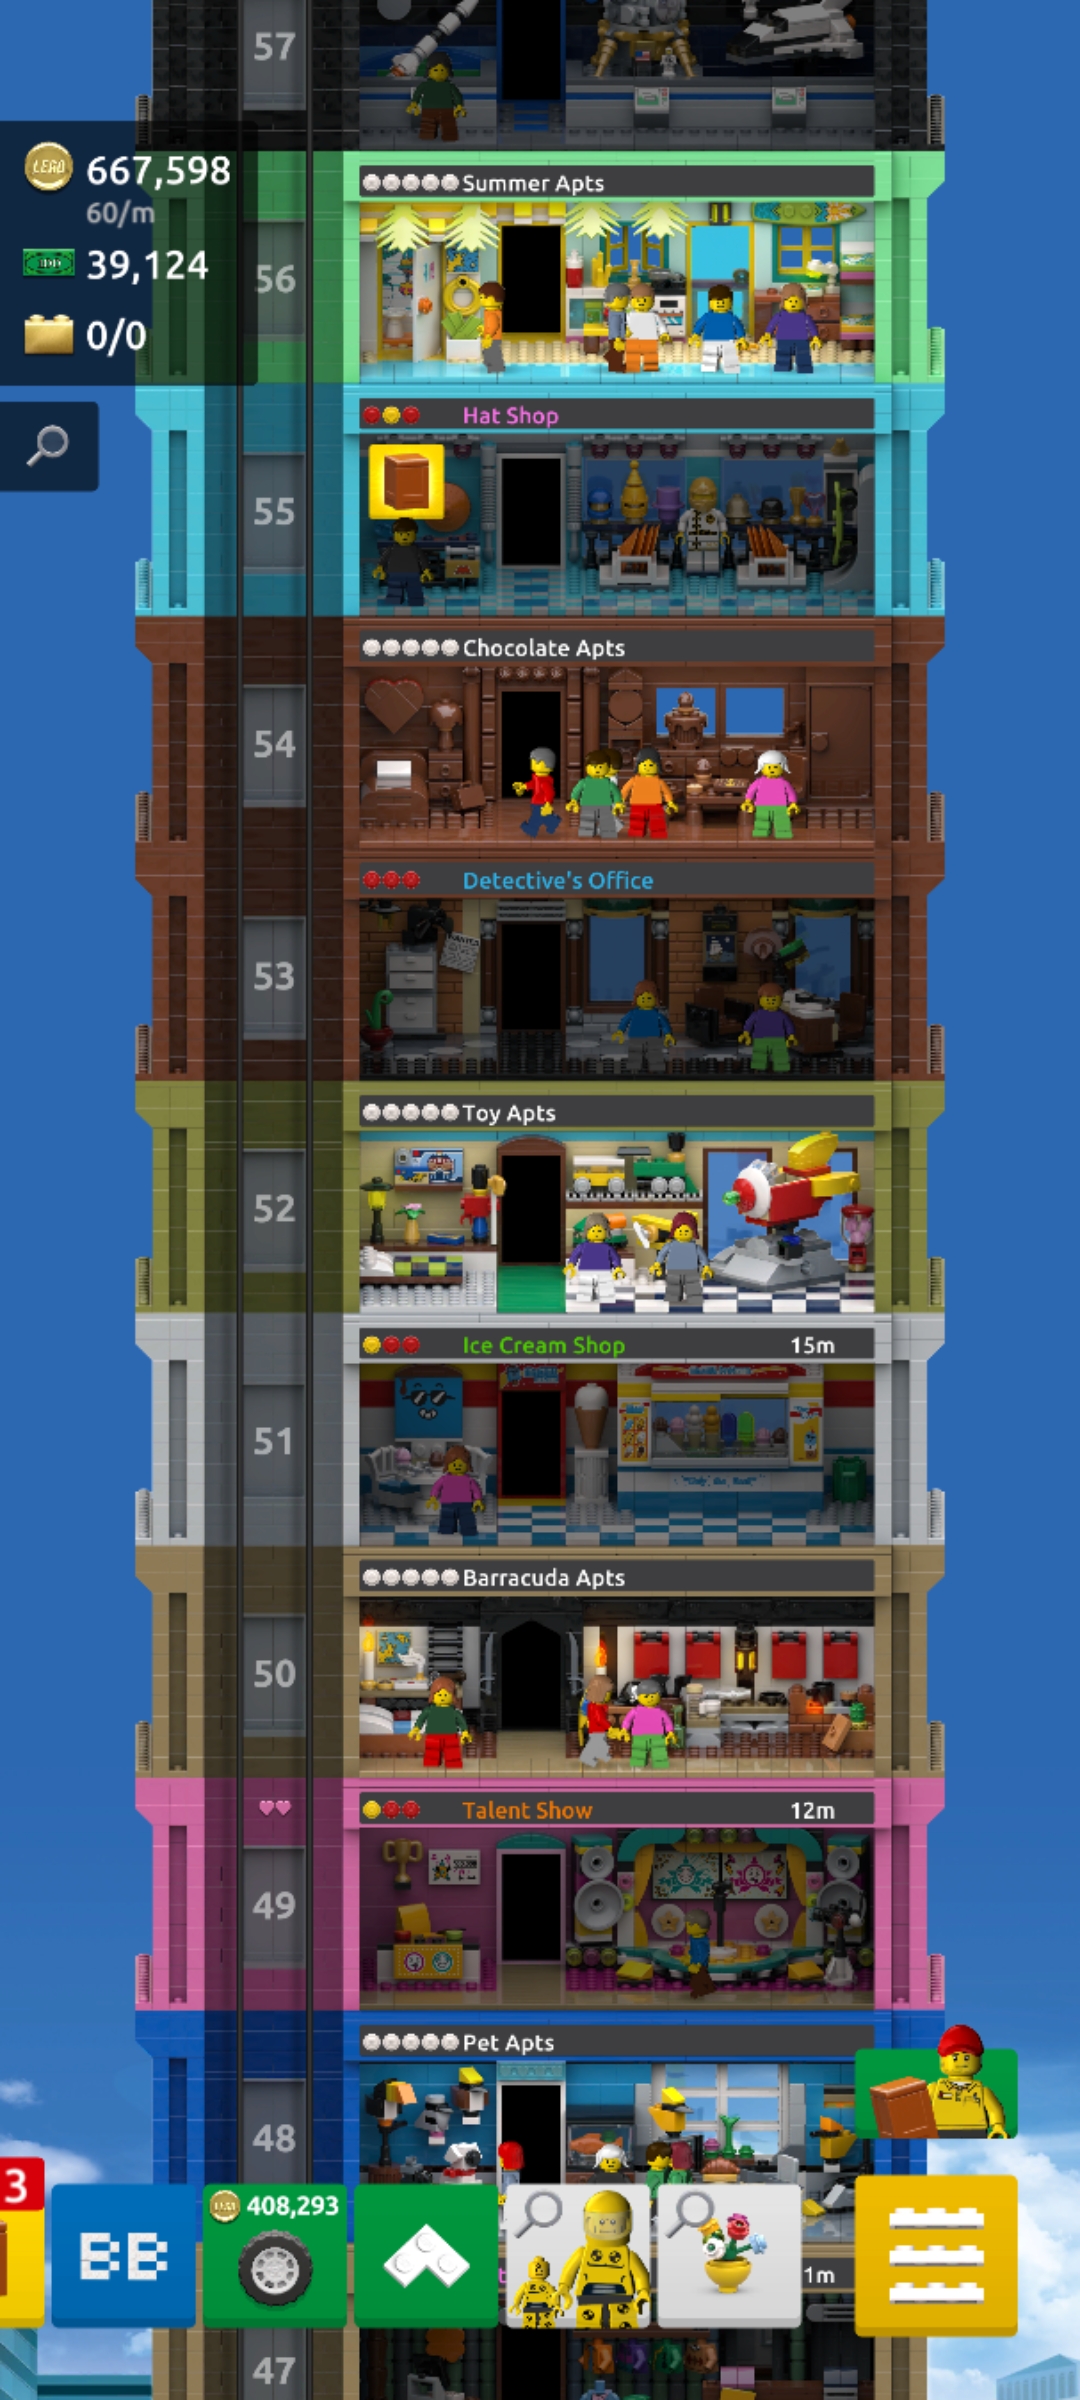 57
667,598
60/m
39,124
0/0
56
Summer Apts
55
Hat Shop
54
Chocolate Apts
53
Detective's Office
52
Toy Apts
51
Ice Cream Shop 15m
50
Barracuda Apts
49
Talent Show 12m
48
Pet Apts
3
BB
408,293
1m
47